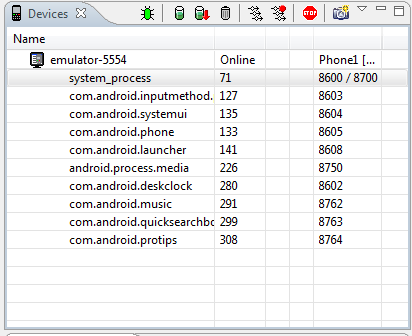 Devices
STOP
Name
emulator-5554 Online Phone1 [...
system_process 71 8600 / 8700
com.android.inputmethod. 127 8603
com.android.systemui 135 8604
com.android.phone 133 8605
com.android.launcher 141 8608
android.process.media 226 8750
com.android.deskclock 280 8602
com.android.music 291 8762
com.android.quicksearchbo 299 8763
com.android.protips 308 8764